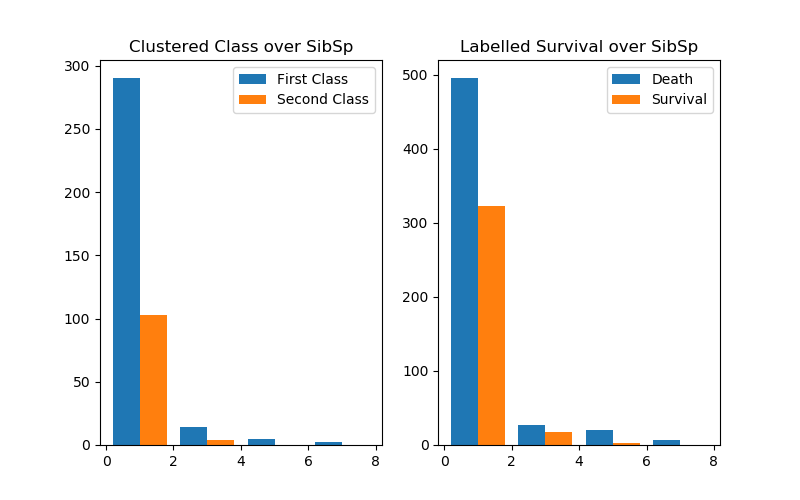 Clustered Class over SibSp
First Class
Second Class
300
250
200
150
100
50
0
0 2 4 6 8
Labelled Survival over SibSp
Death
Survival
500
400
300
200
100
0
0 2 4 6 8